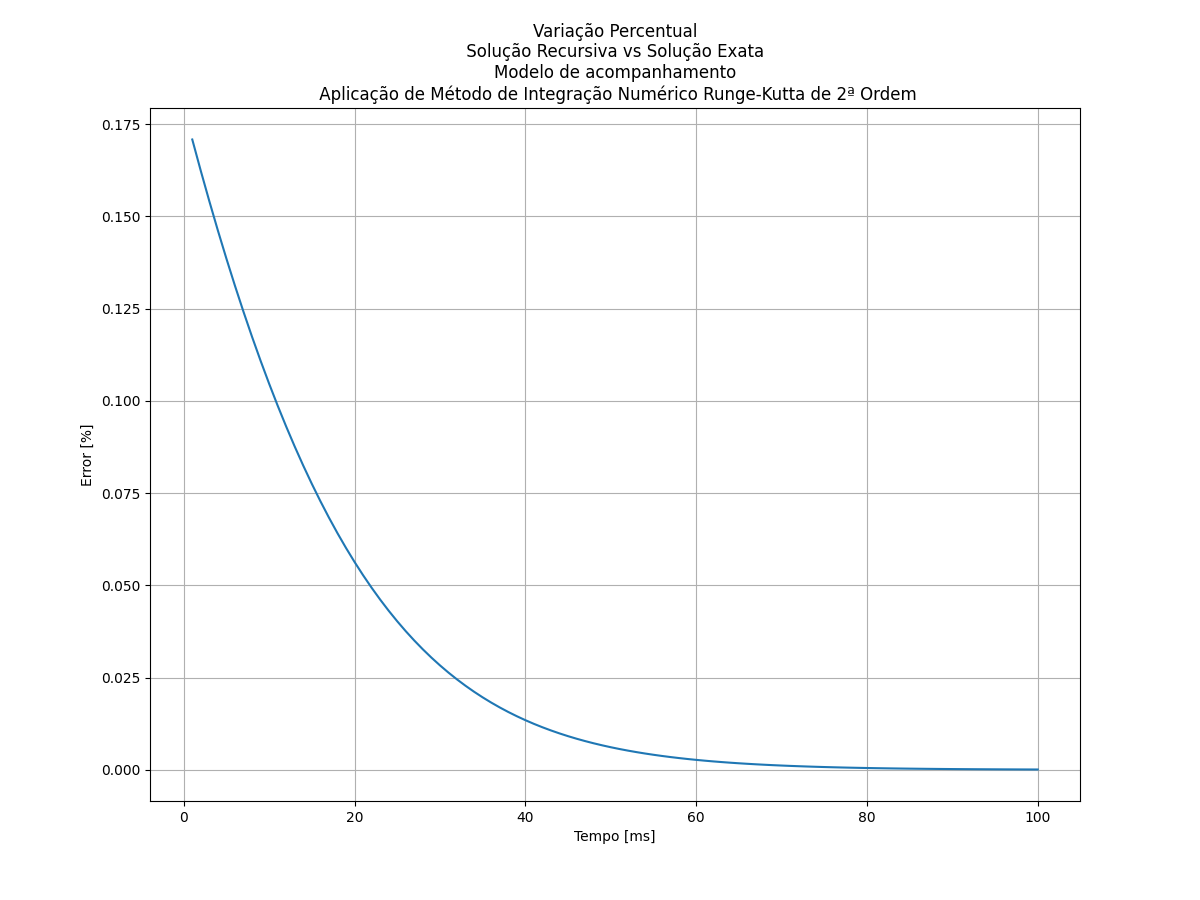 Variação Percentual
Solução Recursiva vs Solução Exata
Modelo de acompanhamento
Aplicação de Método de Integração Numérico Runge-Kutta de 2ª Ordem
0.175
0.150
0.125
0.100
0.075
0.050
0.025
0.000
Error [%]
0 20 40 60 80 100
Tempo [ms]